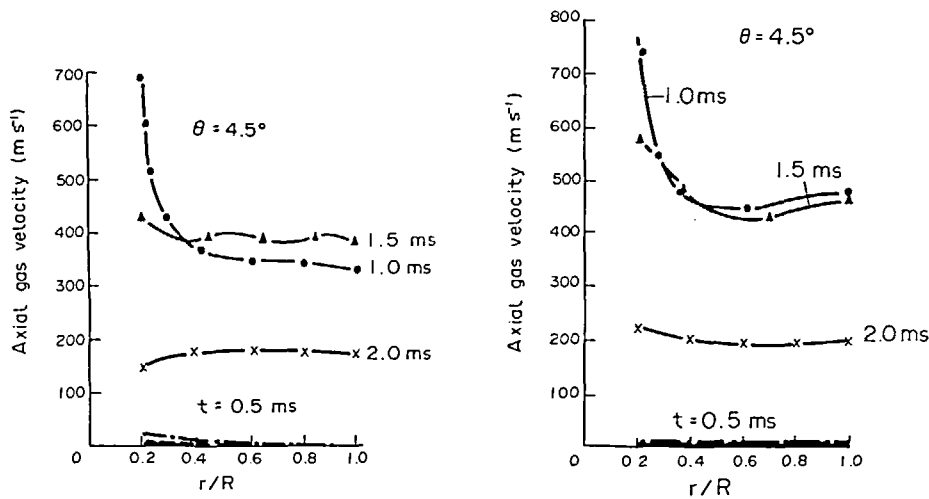 Axial gas velocity (m s⁻¹)
700
600
500
400
300
200
100
θ = 4.5°
1.5 ms
1.0 ms
2.0 ms
t = 0.5 ms
0 0.2 0.4 0.6 0.8 1.0
r/R
Axial gas velocity (m s⁻¹)
800
700
600
500
400
300
200
100
θ = 4.5°
1.0 ms
1.5 ms
2.0 ms
t = 0.5 ms
0 0 2 0.4 0.6 0.8 1.0
r/R